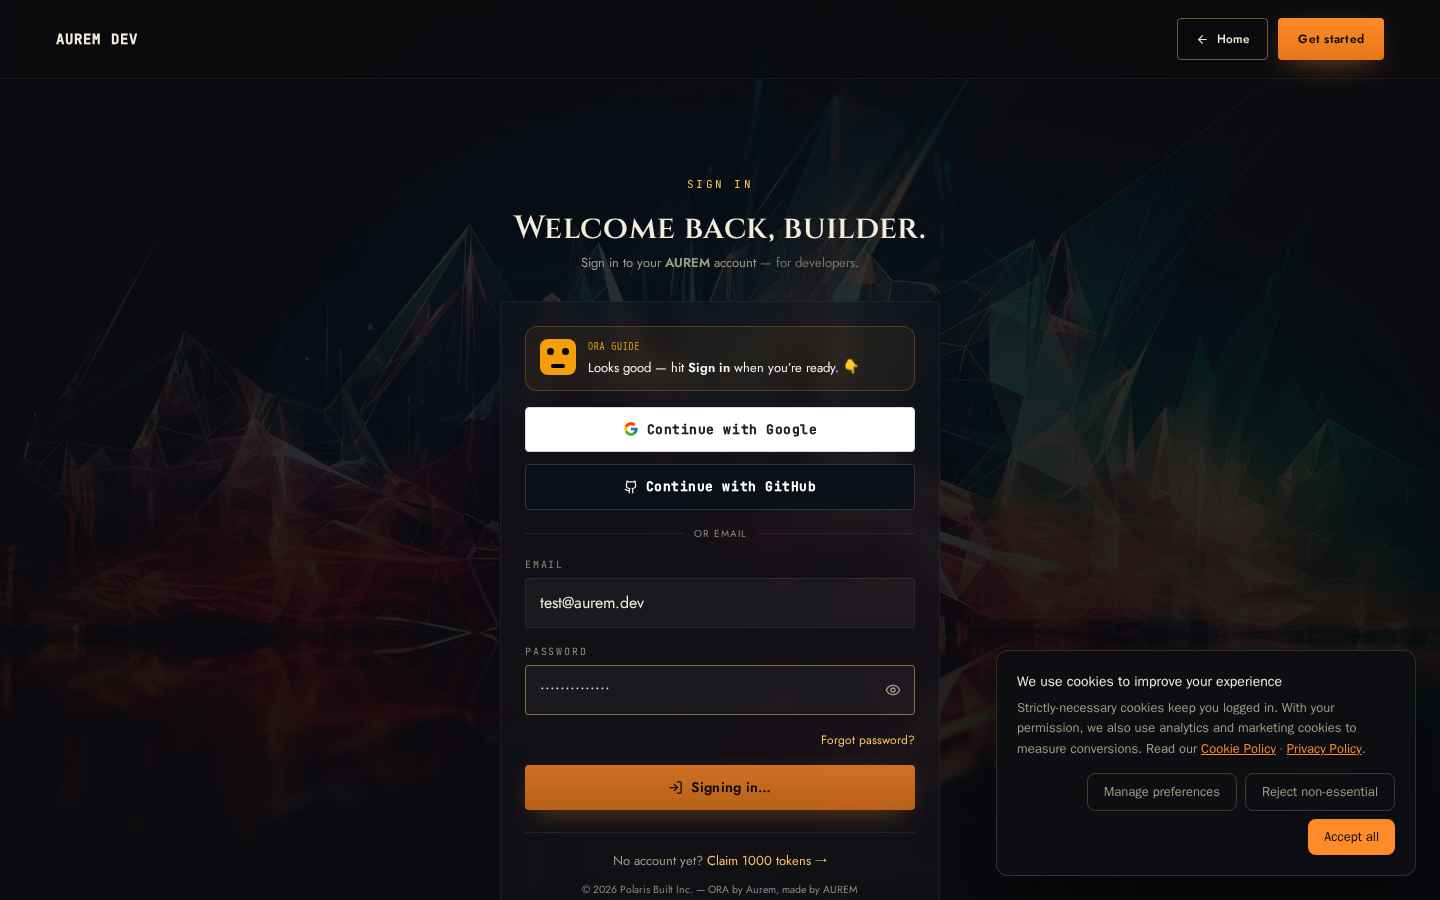 AUREM DEV
← Home
Get started
SIGN IN
WELCOME BACK, BUILDER.
Sign in to your AUREM account — for developers.
ORA GUIDE
Looks good — hit Sign in when you're ready. 👇
Continue with Google
Continue with GitHub
OR EMAIL
EMAIL
test@aurem.dev
PASSWORD
··············
Forgot password?
Signing in...
No account yet? Claim 1000 tokens →
© 2026 Polaris Built Inc. — ORA by Aurem, made by AUREM
We use cookies to improve your experience
Strictly-necessary cookies keep you logged in. With your
permission, we also use analytics and marketing cookies to
measure conversions. Read our Cookie Policy · Privacy Policy.
Manage preferences
Reject non-essential
Accept all